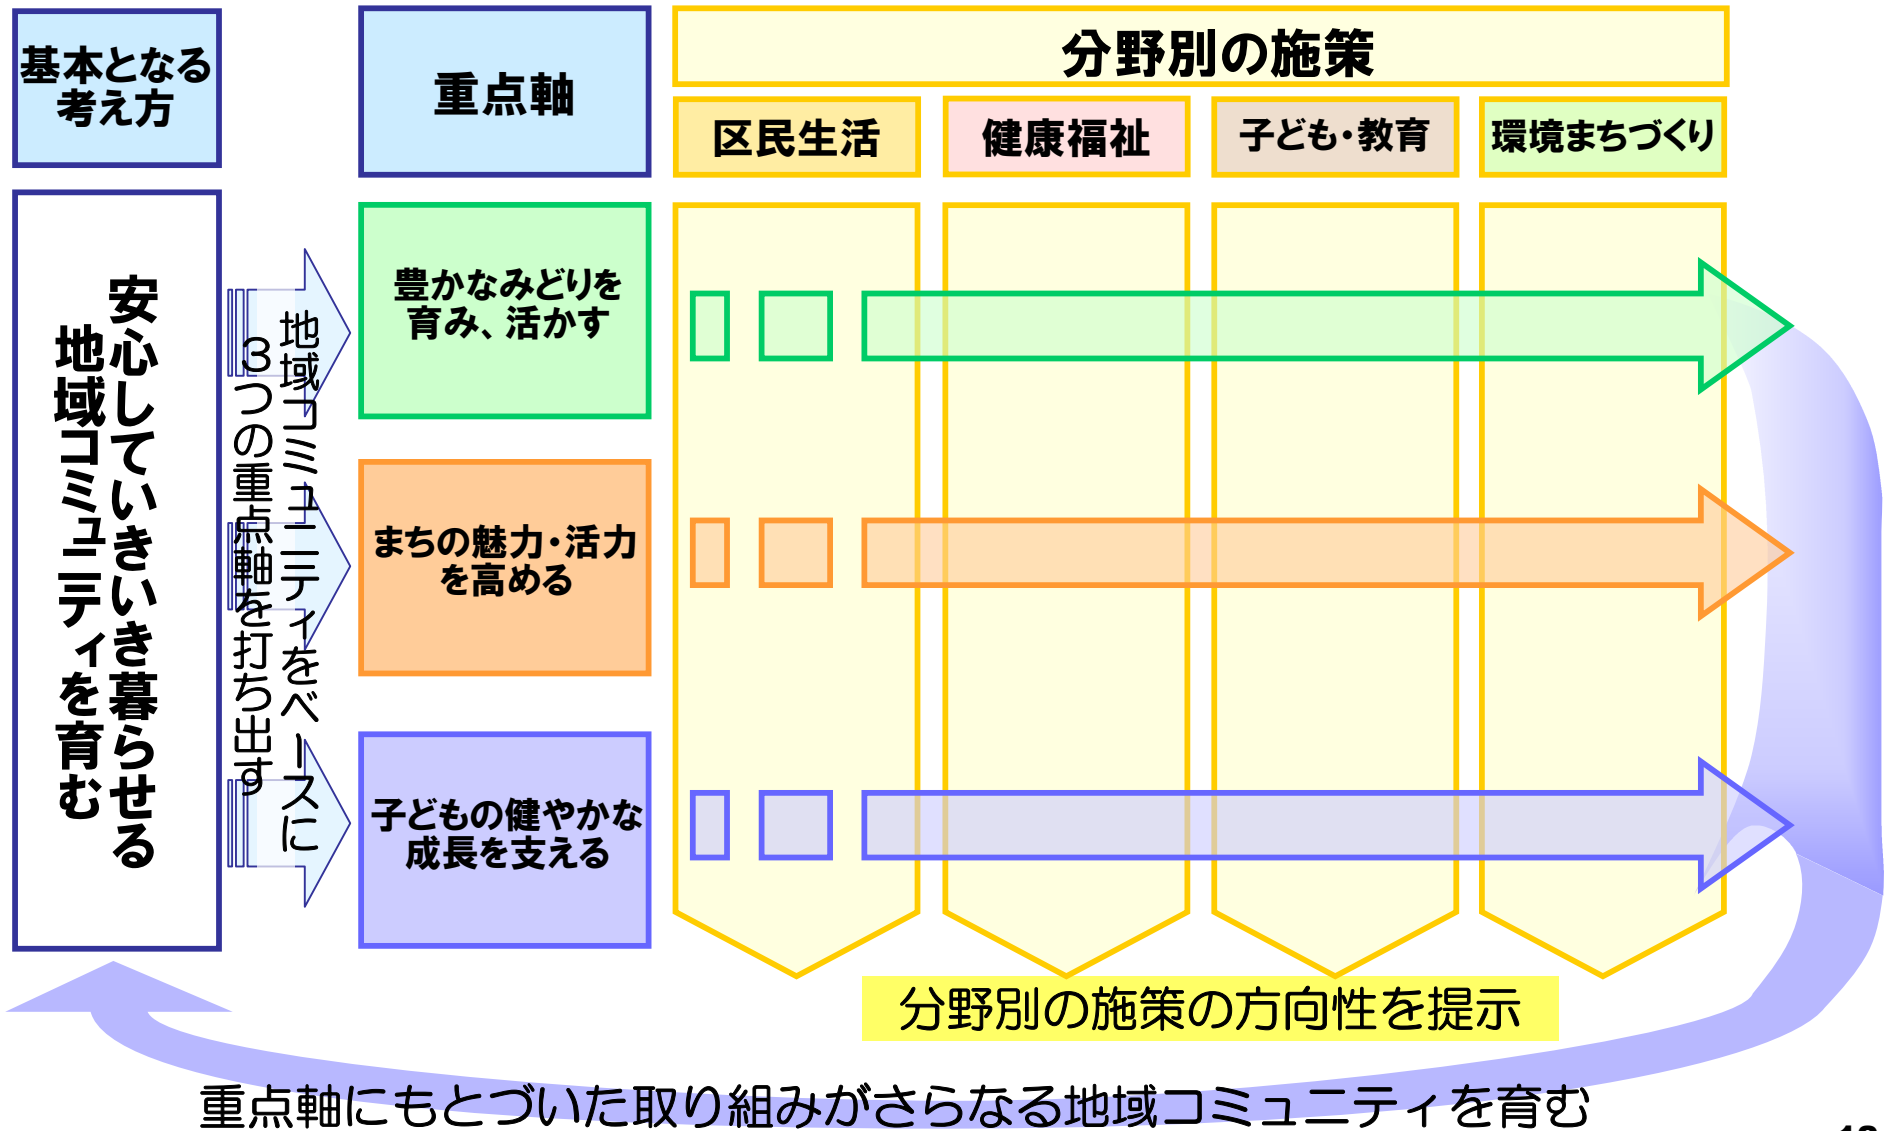 基本となる
考え方
重点軸
分野別の施策
区民生活
健康福祉
子ども・教育
環境まちづくり
安心していきいき暮らせる
地域コミュニティを育む
地域コミュニティをベースに
３つの重点軸を打ち出す
豊かなみどりを
育み、活かす
まちの魅力・活力
を高める
子どもの健やかな
成長を支える
分野別の施策の方向性を提示
重点軸にもとづいた取り組みがさらなる地域コミュニティを育む